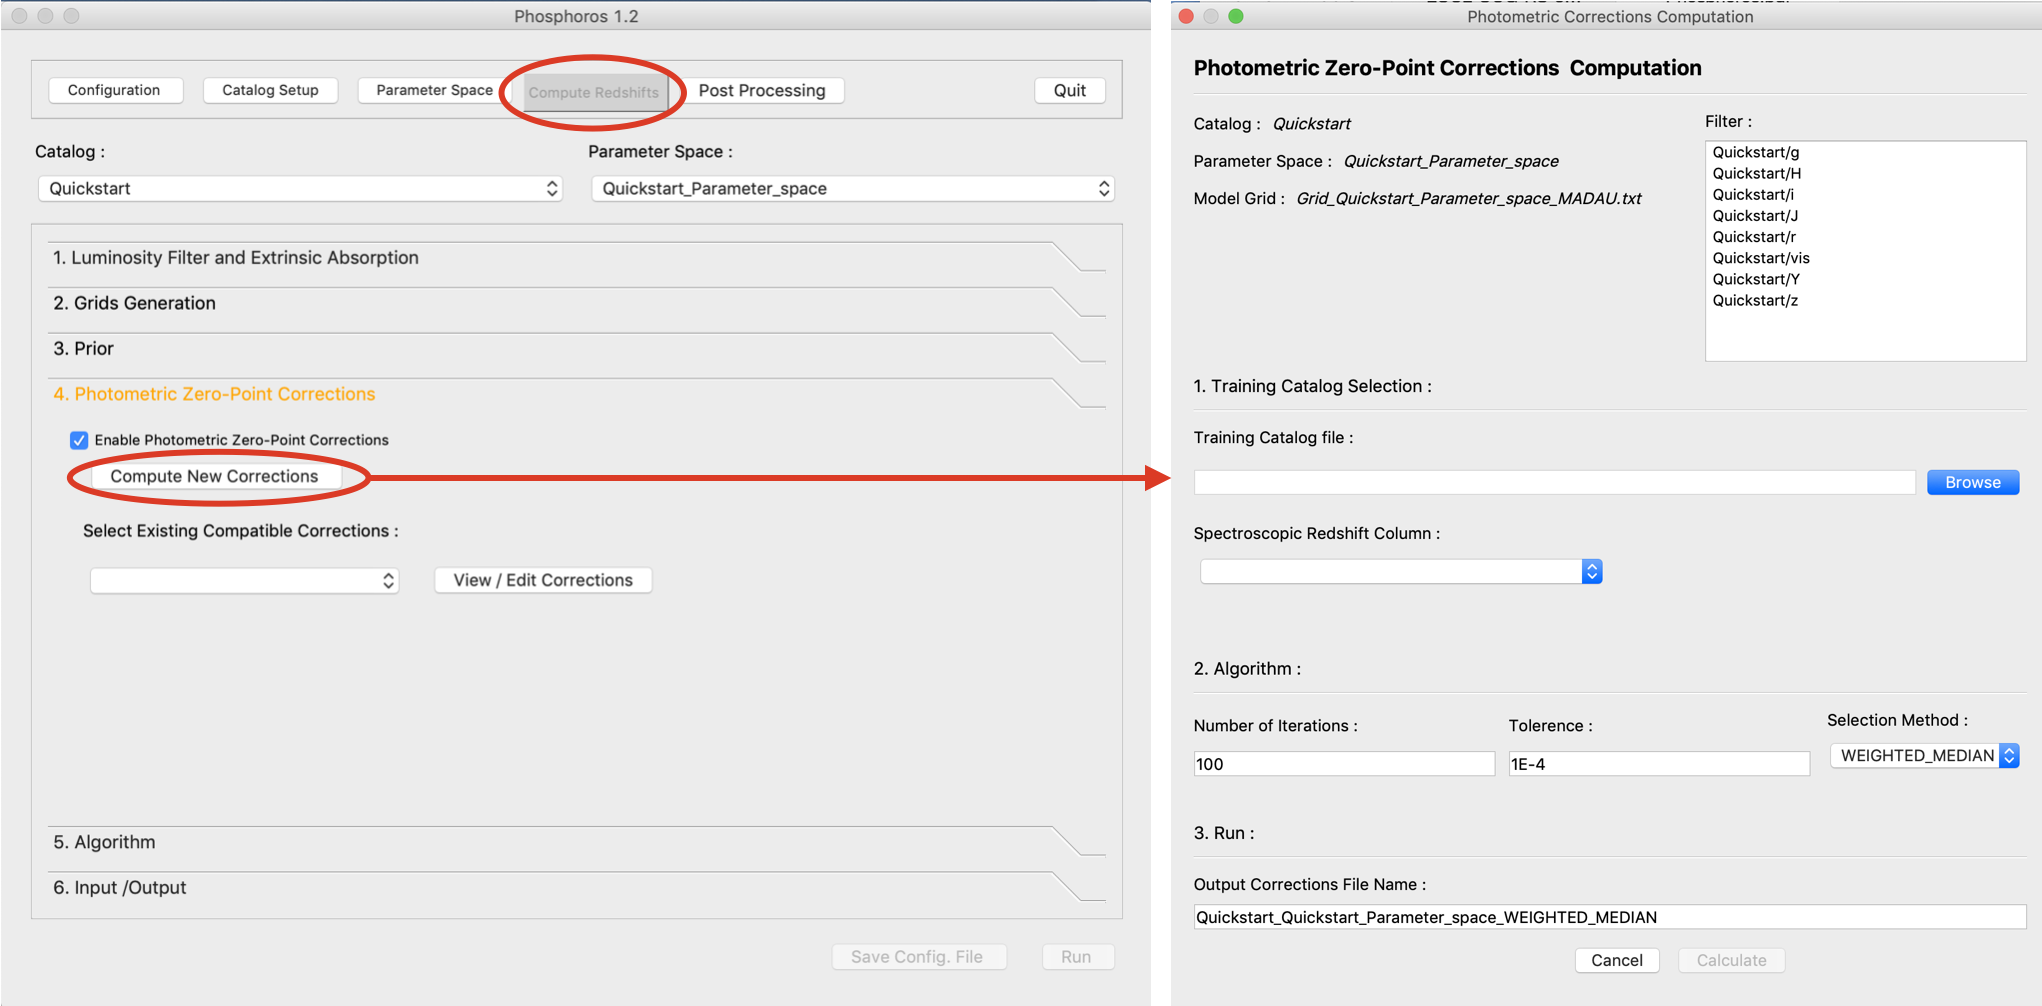 Phosphoros 1.2
Configuration
Catalog Setup
Parameter Space
Compute Redshifts
Post Processing
Quit
Catalog :
Parameter Space :
Quickstart
Quickstart_Parameter_space
1. Luminosity Filter and Extrinsic Absorption
2. Grids Generation
3. Prior
4. Photometric Zero-Point Corrections
Enable Photometric Zero-Point Corrections
Compute New Corrections
Select Existing Compatible Corrections :
View / Edit Corrections
5. Algorithm
6. Input /Output
Save Config. File
Run
Photometric Corrections Computation
Photometric Zero-Point Corrections Computation
Catalog : Quickstart
Parameter Space : Quickstart_Parameter_space
Model Grid : Grid_Quickstart_Parameter_space_MADAU.txt
Filter :
Quickstart/g
Quickstart/H
Quickstart/i
Quickstart/J
Quickstart/r
Quickstart/vis
Quickstart/Y
Quickstart/z
1. Training Catalog Selection :
Training Catalog file :
Browse
Spectroscopic Redshift Column :
2. Algorithm :
Number of Iterations :
Tolerence :
Selection Method :
100
1E-4
WEIGHTED_MEDIAN
3. Run :
Output Corrections File Name :
Quickstart_Quickstart_Parameter_space_WEIGHTED_MEDIAN
Cancel
Calculate